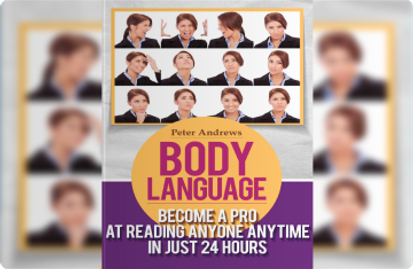 Peter Andrews
BODY
LANGUAGE
BECOME A PRO
AT READING ANYONE ANYTIME
IN JUST 24 HOURS